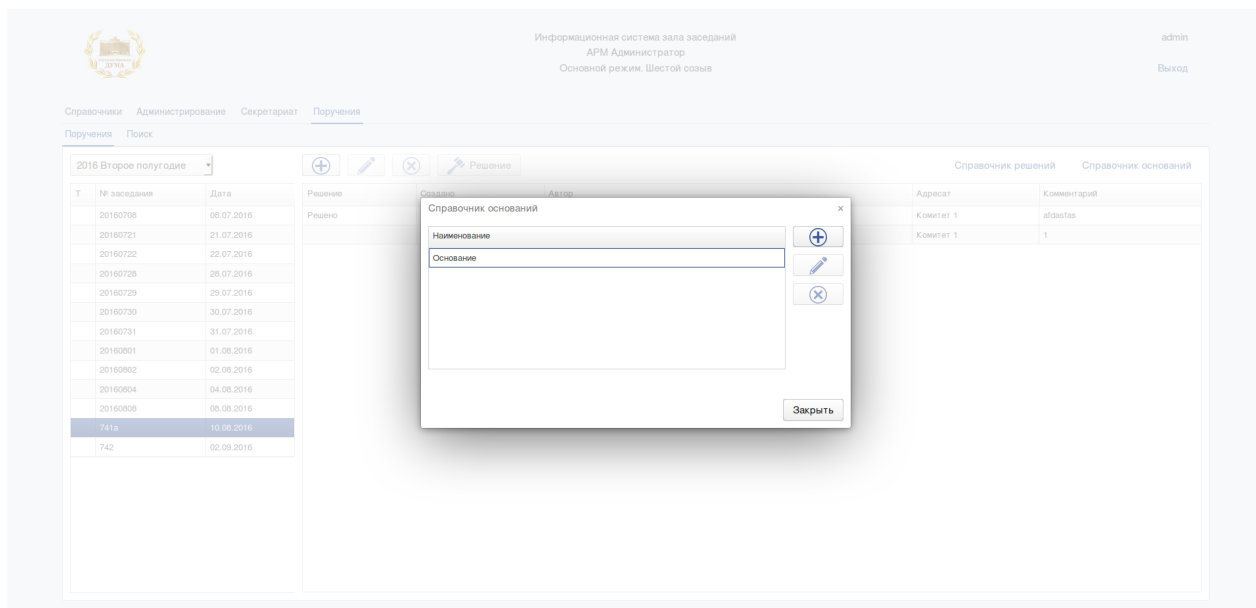 Информационная система зала заседаний
АРМ Администратор
Основной режим. Шестой созыв
admin
Выход
ДУМА
Справочники Администрирование Секретариат Поручения
Поручения Поиск
2016 Второе полугодие
Решение
Справочник решений Справочник оснований
Т № заседания Дата
20160708 08.07.2016
20160721 21.07.2016
20160722 22.07.2016
20160728 28.07.2016
20160729 29.07.2016
20160730 30.07.2016
20160731 31.07.2016
20160801 01.08.2016
20160802 02.08.2016
20160804 04.08.2016
20160808 08.08.2016
741а 10.08.2016
742 02.09.2016
Решение Создано Автор Адресат Комментарий
Решено Комитет 1 afdasfas
Комитет 1 1
Справочник оснований ×
Наименование
Основание
Закрыть